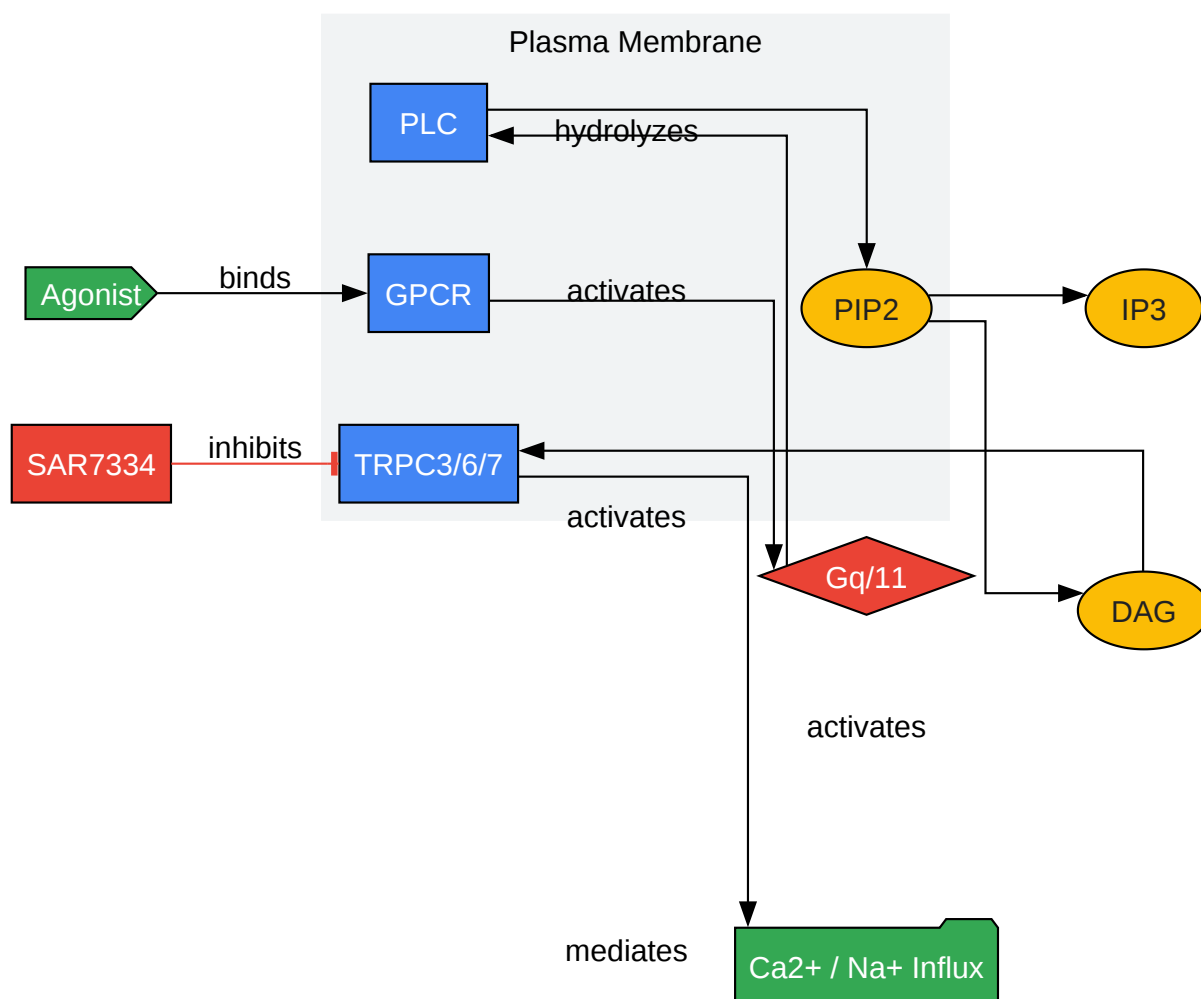 Plasma Membrane
PLC
hydrolyzes
Agonist
binds
GPCR
activates
PIP2
IP3
SAR7334
inhibits
TRPC3/6/7
activates
Gq/11
DAG
activates
mediates
Ca2+ / Na+ Influx